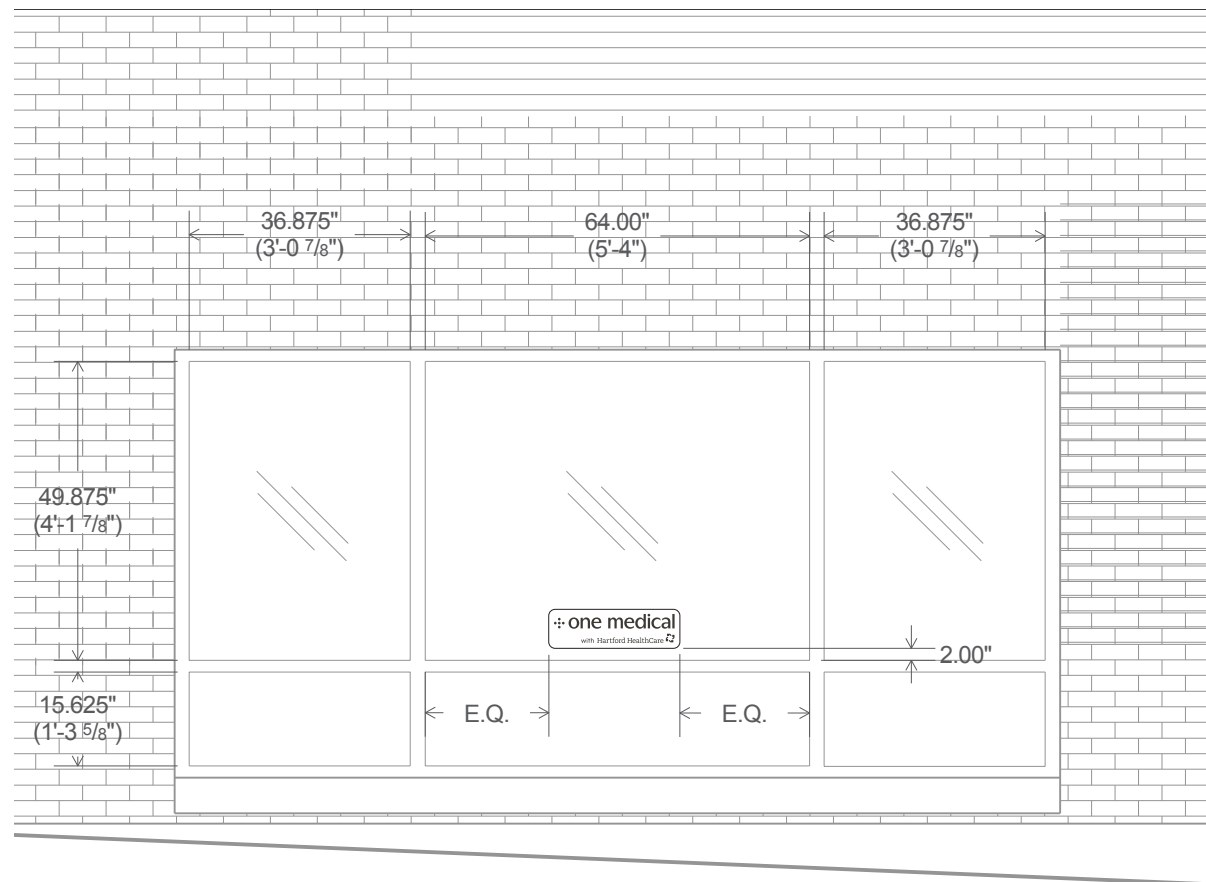 36.875"
(3'-0 7/8")
64.00"
(5'-4")
36.875"
(3'-0 7/8")
49.875"
(4'-1 7/8")
one medical
with Hartford HealthCare
2.00"
15.625"
(1'-3 5/8")
E.Q.
E.Q.